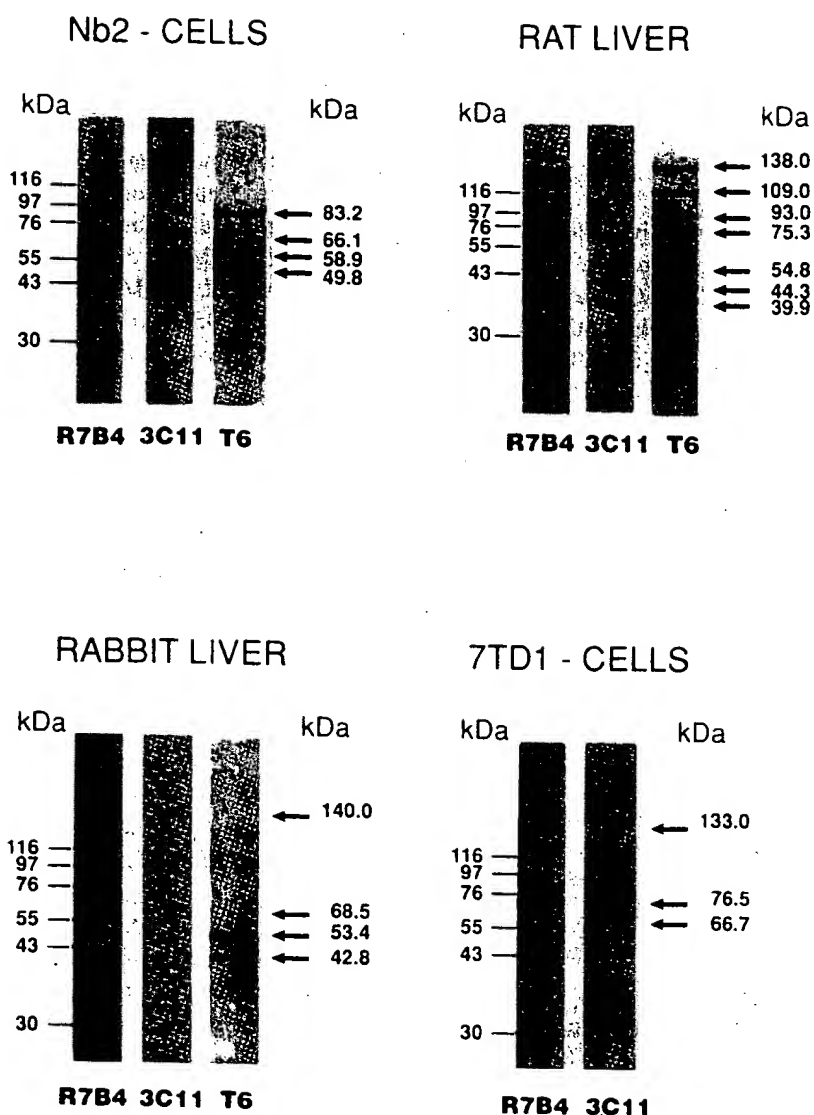 Nb2 - CELLS
kDa
kDa
116
97
76
55
43
30
83.2
66.1
58.9
49.8
R7B4 3C11 T6
RAT LIVER
kDa
kDa
116
97
76
55
43
30
138.0
109.0
93.0
75.3
54.8
44.3
39.9
R7B4 3C11 T6
RABBIT LIVER
kDa
kDa
116
97
76
55
43
30
140.0
68.5
53.4
42.8
R7B4 3C11 T6
7TD1 - CELLS
kDa
kDa
116
97
76
55
43
30
133.0
76.5
66.7
R7B4 3C11